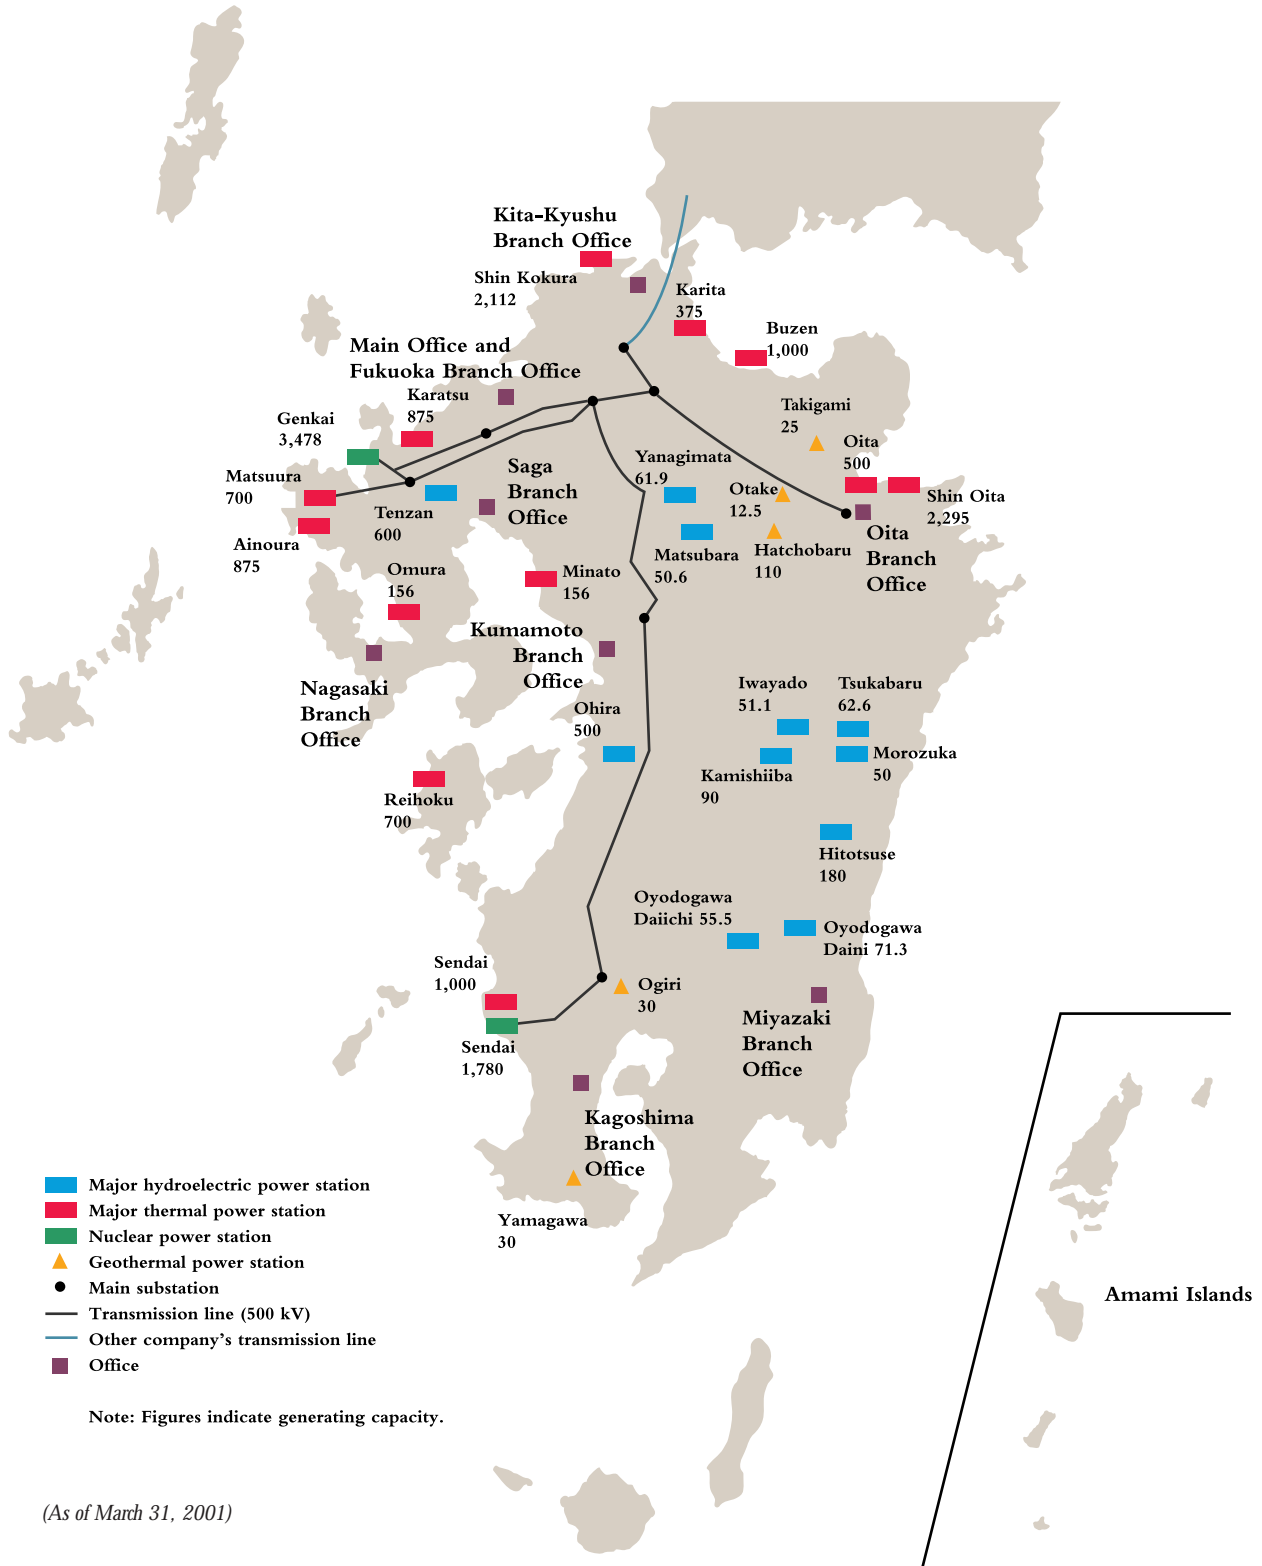 Kita-Kyushu
Branch Office
Shin Kokura
2,112
Karita
375
Buzen
1,000
Main Office and
Fukuoka Branch Office
Karatsu
875
Genkai
3,478
Takigami
25
Oita
500
Matsuura
700
Saga
Branch
Office
Yanagimata
61.9
Otake
12.5
Shin Oita
2,295
Tenzan
600
Ainoura
875
Matsubara
50.6
Hatchobaru
110
Oita
Branch
Office
Omura
156
Minato
156
Kumamoto
Branch
Office
Nagasaki
Branch
Office
Iwayado
51.1
Tsukabaru
62.6
Ohira
500
Kamishiiba
90
Morozuka
50
Reihoku
700
Hitotsuse
180
Oyodogawa
Daiichi 55.5
Oyodogawa
Daini 71.3
Sendai
1,000
Ogiri
30
Sendai
1,780
Miyazaki
Branch
Office
Kagoshima
Branch
Office
Yamagawa
30
Major hydroelectric power station
Major thermal power station
Nuclear power station
Geothermal power station
Main substation
Transmission line (500 kV)
Other company's transmission line
Office
Note: Figures indicate generating capacity.
Amami Islands
(As of March 31, 2001)